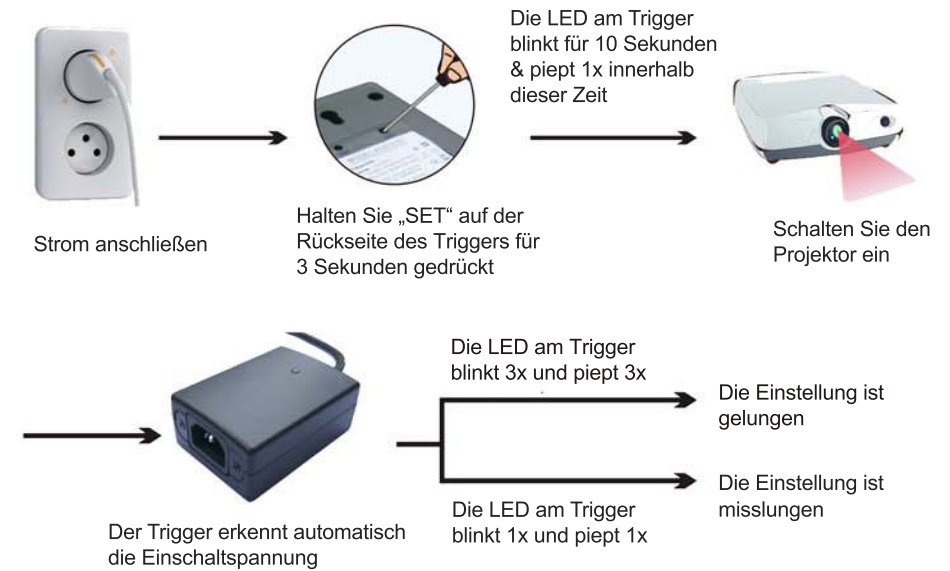 Die LED am Trigger
blinkt für 10 Sekunden
& piept 1x innerhalb
dieser Zeit
Strom anschließen
Halten Sie „SET“ auf der
Rückseite des Triggers für
3 Sekunden gedrückt
Schalten Sie den
Projektor ein
Der Trigger erkennt automatisch
die Einschaltspannung
Die LED am Trigger
blinkt 3x und piept 3x
Die Einstellung ist
gelungen
Die LED am Trigger
blinkt 1x und piept 1x
Die Einstellung ist
misslungen